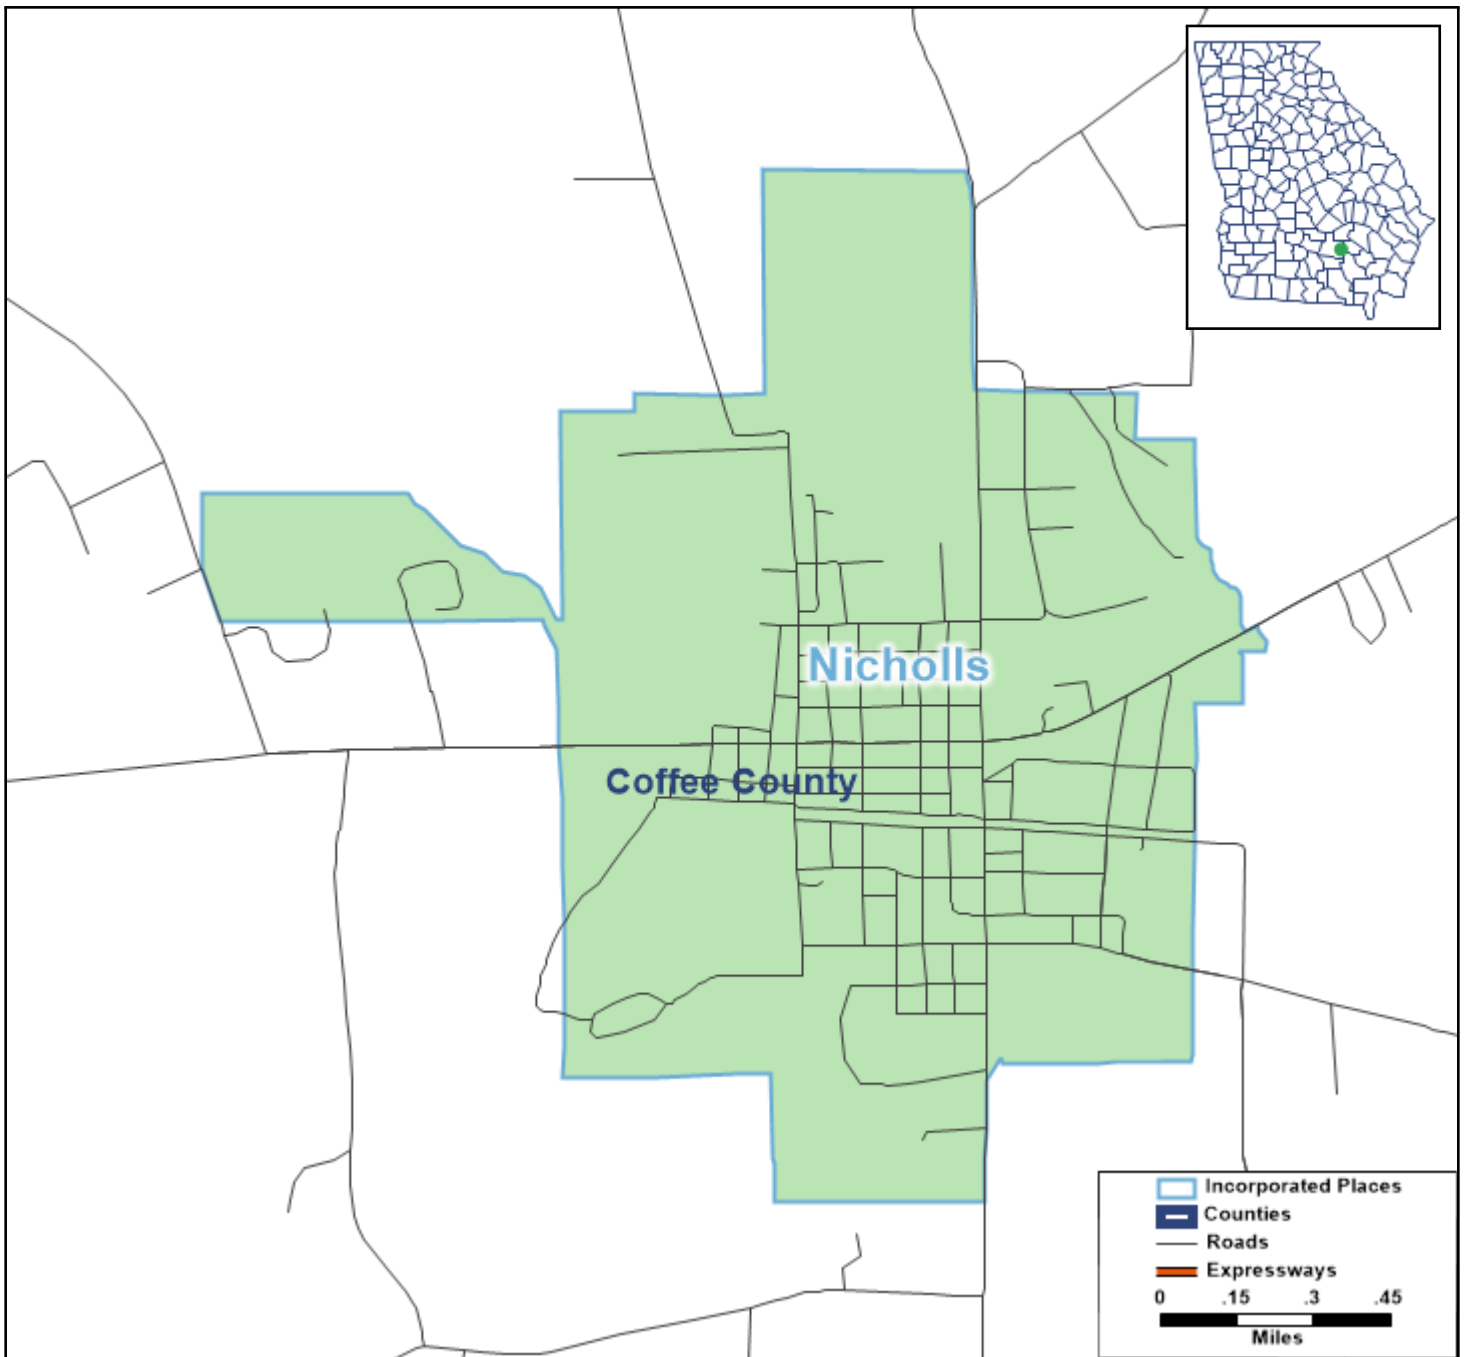 Nicholls
Coffee County
Incorporated Places
Counties
Roads
Expressways
0 .15 .3 .45
Miles